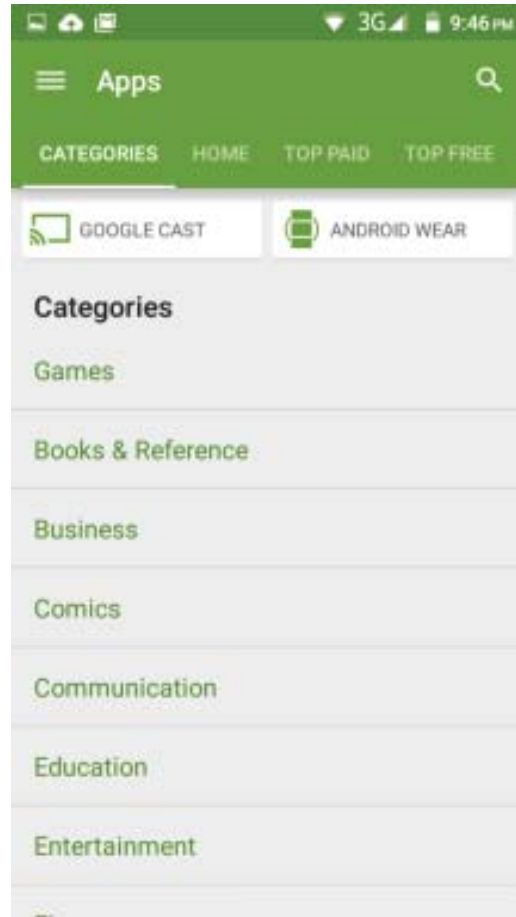 3G 9:46 PM
Apps
CATEGORIES HOME TOP PAID TOP FREE
GOOGLE CAST ANDROID WEAR
Categories
Games
Books & Reference
Business
Comics
Communication
Education
Entertainment